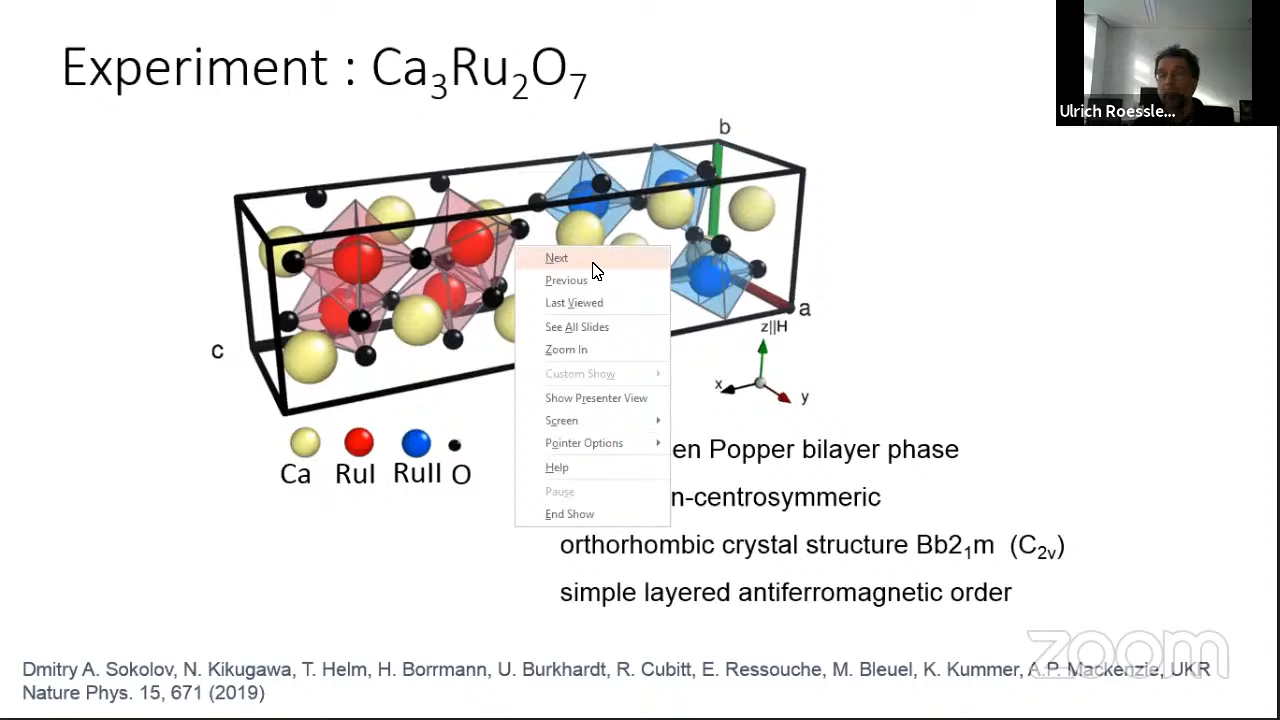 Experiment : Ca3Ru2O7
Ulrich Roessle...
b
a
z||H
c
x
y
Next
Previous
Last Viewed
See All Slides
Zoom In
Custom Show
Show Presenter View
Screen
Pointer Options
Help
Pause
End Show
Ca RuI RuII O
en Popper bilayer phase
n-centrosymmeric
orthorhombic crystal structure Bb21m (C2v)
simple layered antiferromagnetic order
zoom
Dmitry A. Sokolov, N. Kikugawa, T. Helm, H. Borrmann, U. Burkhardt, R. Cubitt, E. Ressouche, M. Bleuel, K. Kummer, A.P. Mackenzie, UKR
Nature Phys. 15, 671 (2019)